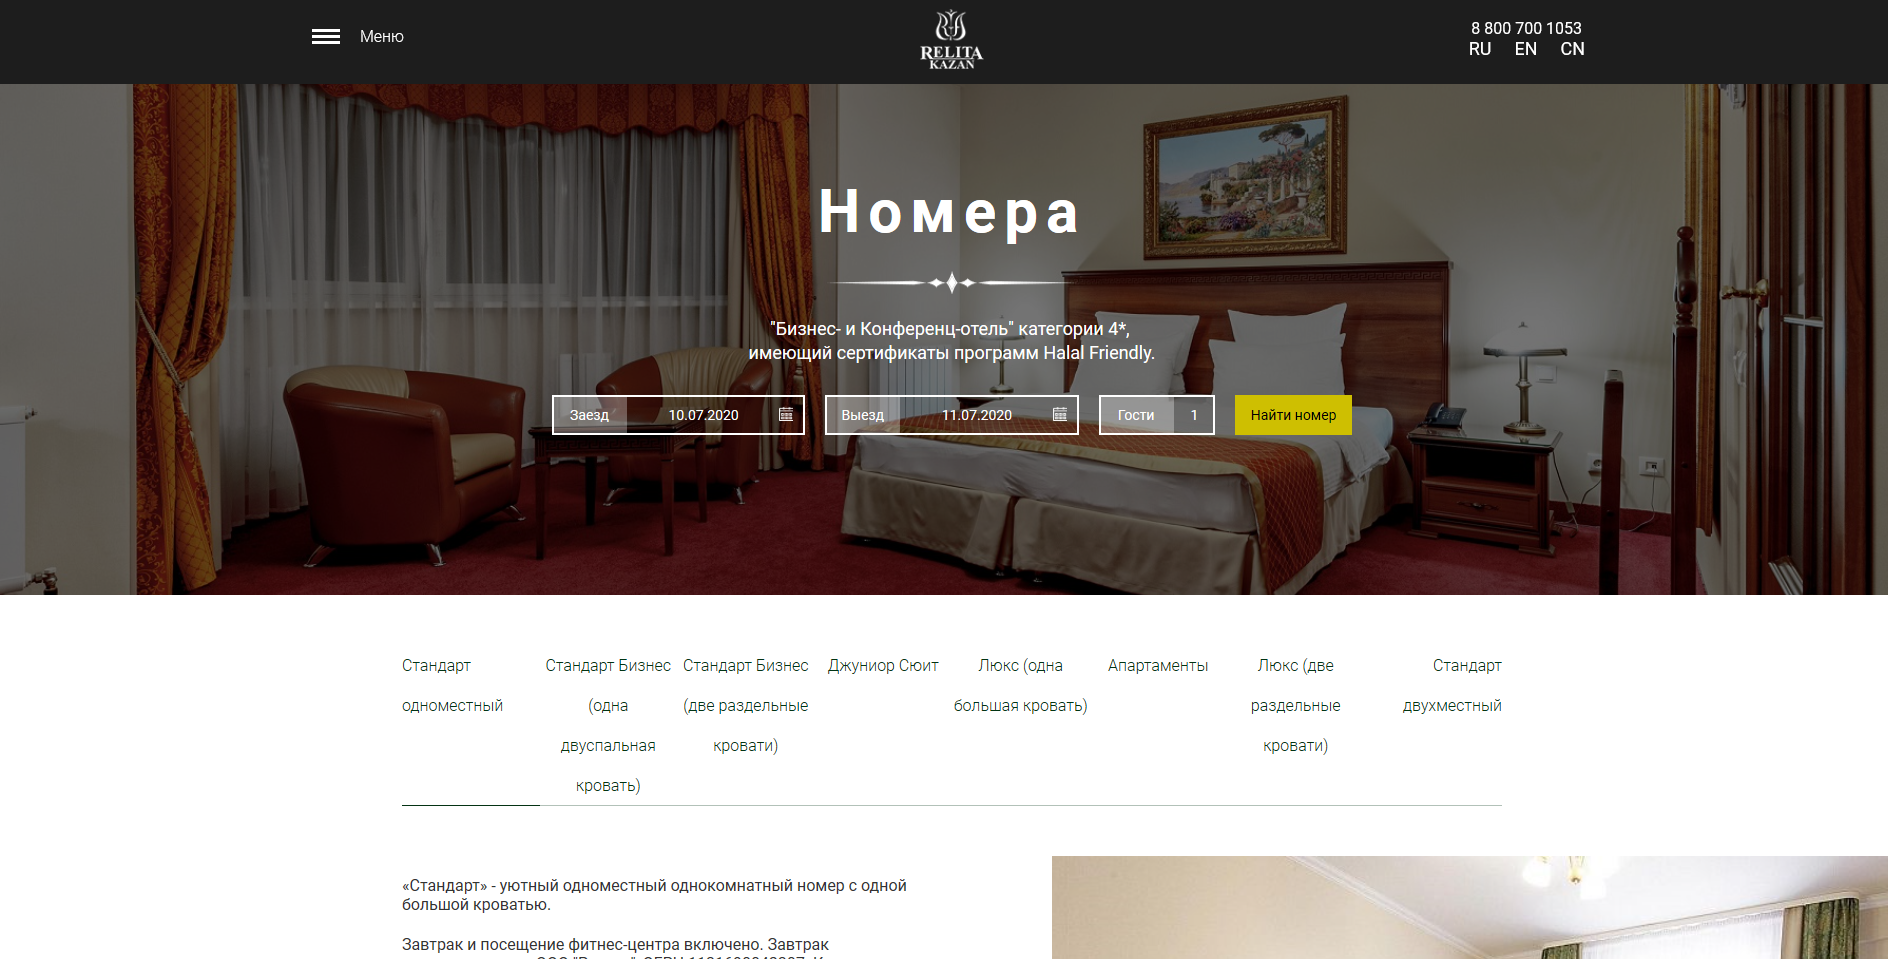 Меню
RELITA
KAZAN
8 800 700 1053
RU EN CN
Номера
"Бизнес- и Конференц-отель" категории 4*,
имеющий сертификаты программ Halal Friendly.
Заезд 10.07.2020 Выезд 11.07.2020 Гости 1 Найти номер
Стандарт
одноместный
Стандарт Бизнес
(одна
двуспальная
кровать)
Стандарт Бизнес
(две раздельные
кровати)
Джуниор Сюит
Люкс (одна
большая кровать)
Апартаменты
Люкс (две
раздельные
кровати)
Стандарт
двухместный
«Стандарт» - уютный одноместный однокомнатный номер с одной
большой кроватью.
Завтрак и посещение фитнес-центра включено. Завтрак